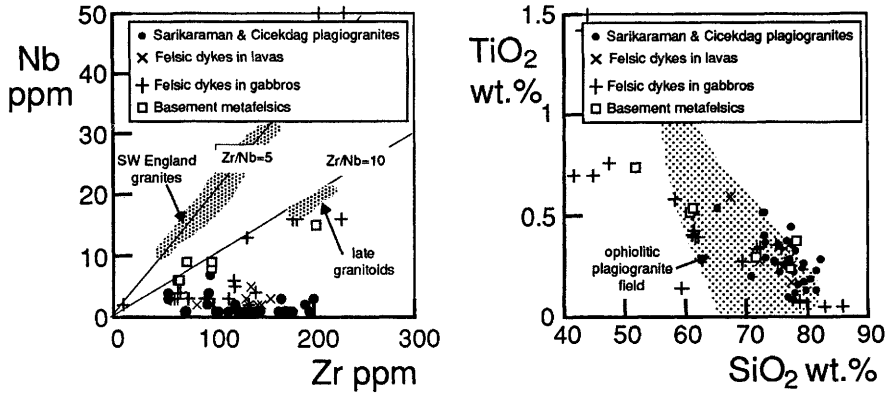 Nb
ppm
50
40
30
20
10
0
Sarikaraman & Cicekdag plagiogranites
Felsic dykes in lavas
Felsic dykes in gabbros
Basement metafelsics
SW England
granites
Zr/Nb=5
Zr/Nb=10
late
granitoids
0
100
200
300
Zr ppm
TiO2
wt.%
1.5
1
0.5
0
Sarikaraman & Cicekdag plagiogranites
Felsic dykes in lavas
Felsic dykes in gabbros
Basement metafelsics
ophiolitic
plagiogranite
field
40
50
60
70
80
90
SiO2 wt.%